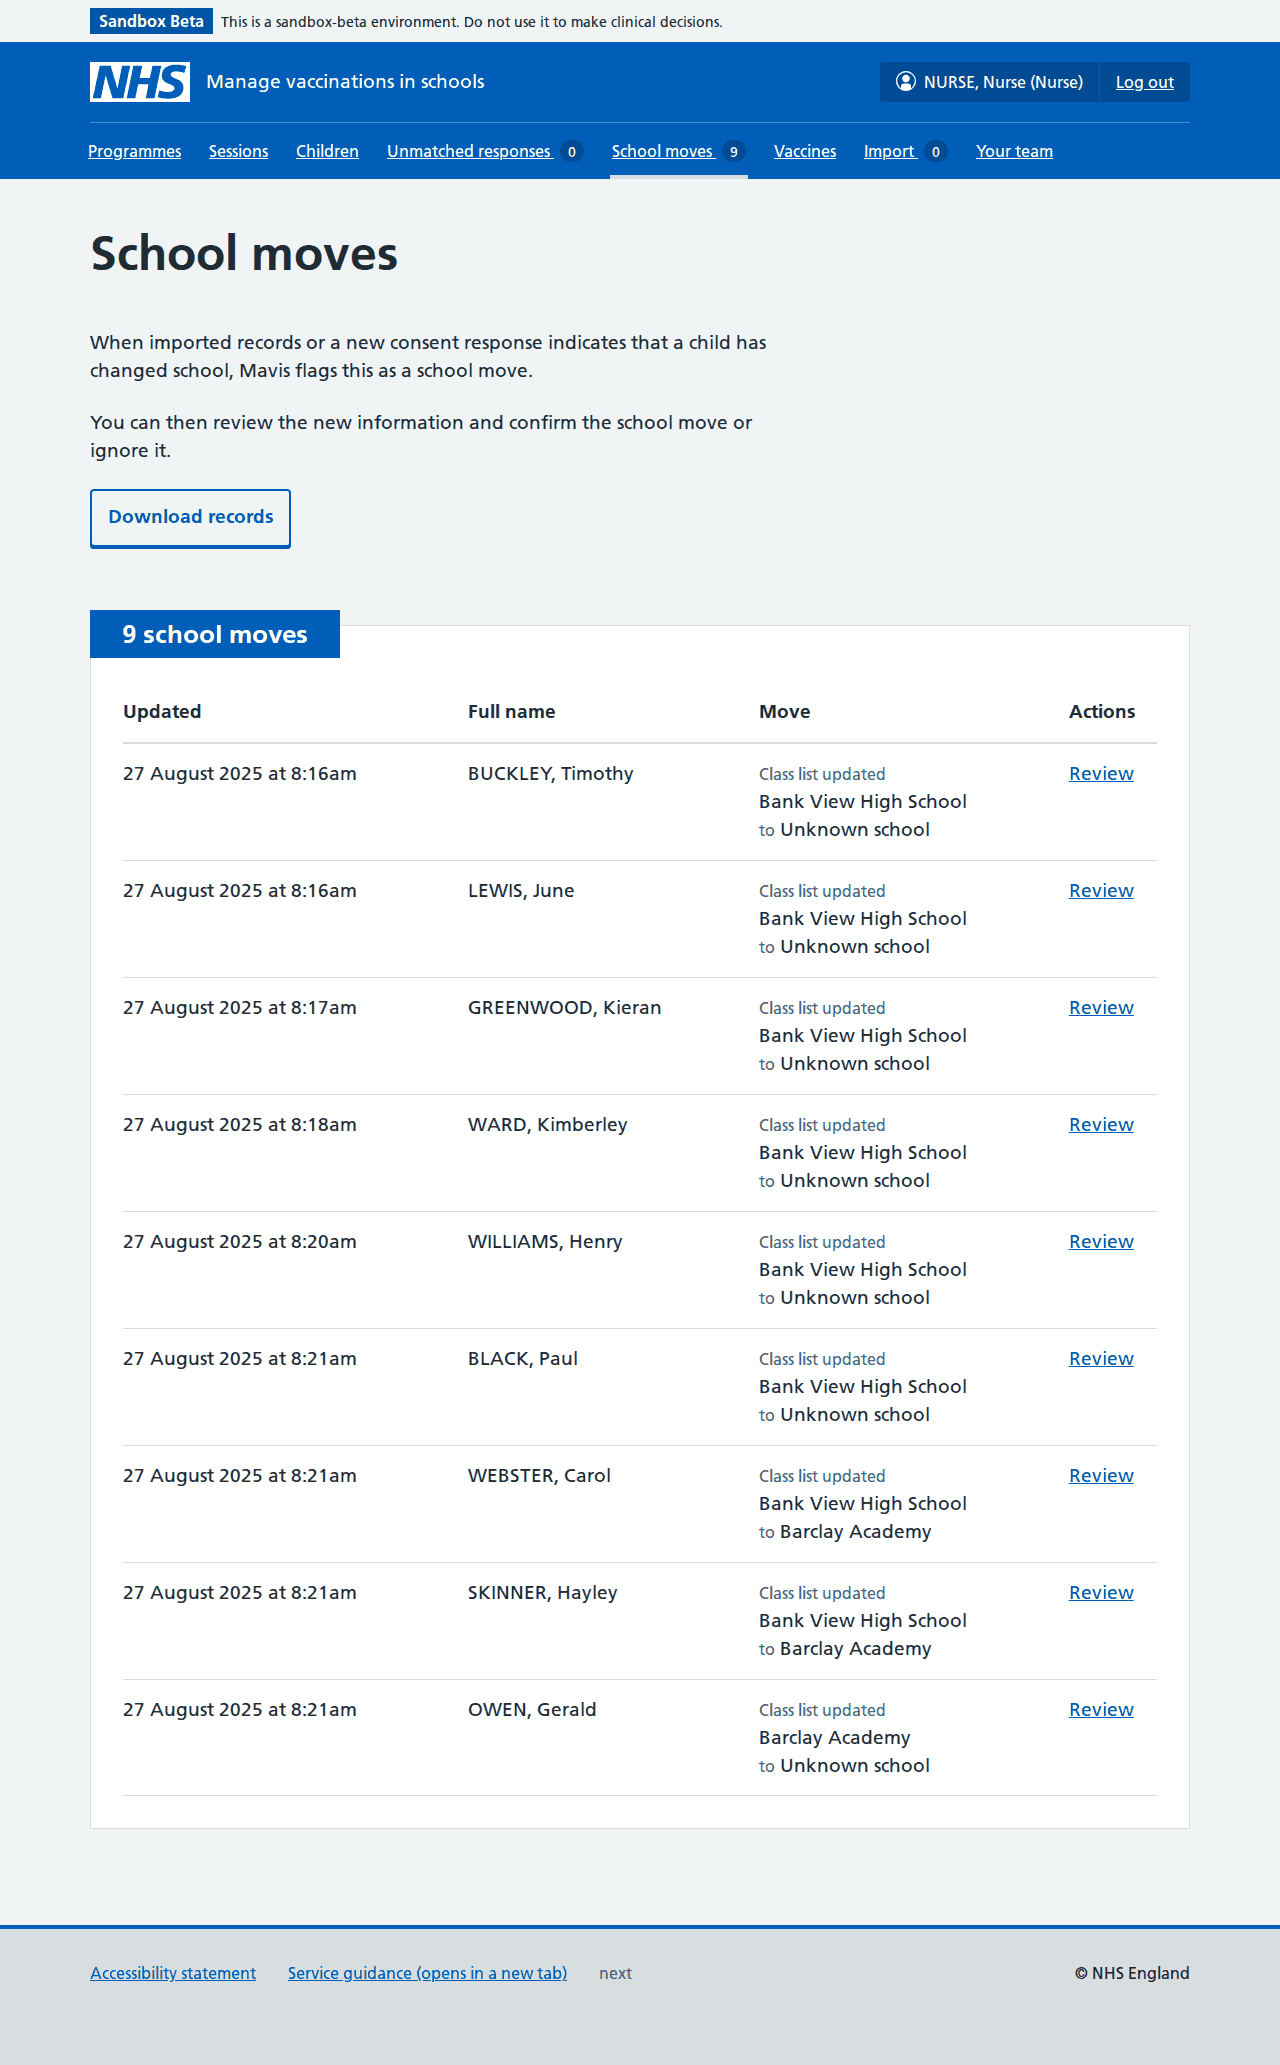 Sandbox Beta This is a sandbox-beta environment. Do not use it to make clinical decisions.
NHS Manage vaccinations in schools NURSE, Nurse (Nurse) Log out
Programmes Sessions Children Unmatched responses 0 School moves 9 Vaccines Import 0 Your team
School moves
When imported records or a new consent response indicates that a child has
changed school, Mavis flags this as a school move.
You can then review the new information and confirm the school move or
ignore it.
Download records
9 school moves
Updated Full name Move Actions
27 August 2025 at 8:16am BUCKLEY, Timothy Class list updated Review
Bank View High School
to Unknown school
27 August 2025 at 8:16am LEWIS, June Class list updated Review
Bank View High School
to Unknown school
27 August 2025 at 8:17am GREENWOOD, Kieran Class list updated Review
Bank View High School
to Unknown school
27 August 2025 at 8:18am WARD, Kimberley Class list updated Review
Bank View High School
to Unknown school
27 August 2025 at 8:20am WILLIAMS, Henry Class list updated Review
Bank View High School
to Unknown school
27 August 2025 at 8:21am BLACK, Paul Class list updated Review
Bank View High School
to Unknown school
27 August 2025 at 8:21am WEBSTER, Carol Class list updated Review
Bank View High School
to Barclay Academy
27 August 2025 at 8:21am SKINNER, Hayley Class list updated Review
Bank View High School
to Barclay Academy
27 August 2025 at 8:21am OWEN, Gerald Class list updated Review
Barclay Academy
to Unknown school
Accessibility statement Service guidance (opens in a new tab) next © NHS England